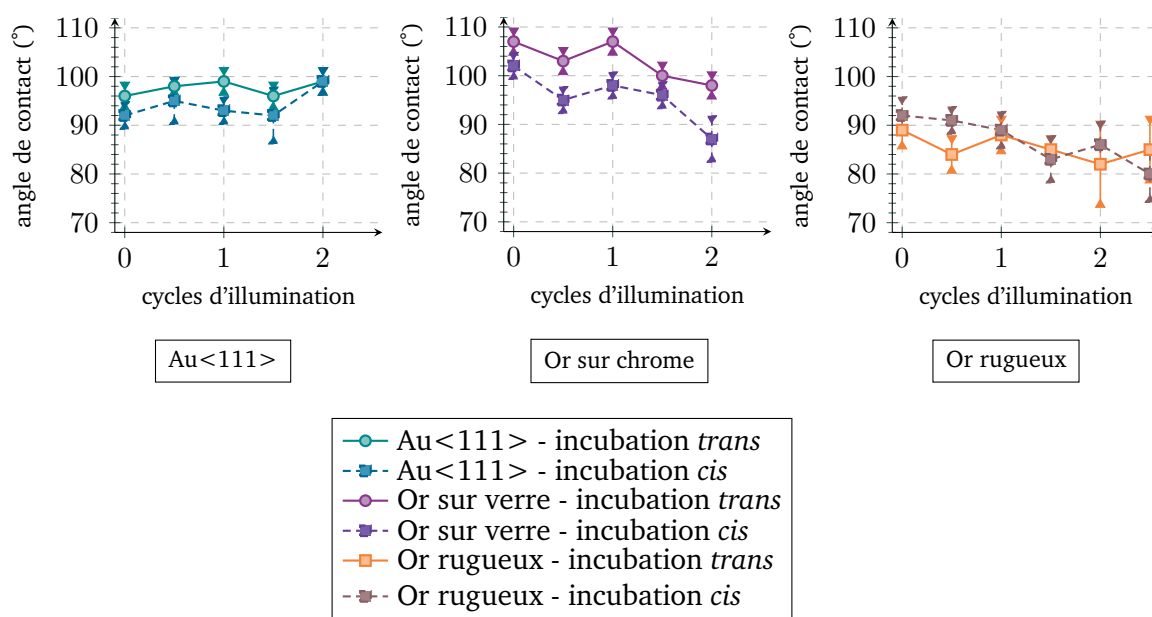 110
100
90
80
70
0
1
2
angle de contact (°)
cycles d'illumination
Au<111>
110
100
90
80
70
0
1
2
angle de contact (°)
cycles d'illumination
Or sur chrome
110
100
90
80
70
0
1
2
angle de contact (°)
cycles d'illumination
Or rugueux
Au<111> - incubation trans
Au<111> - incubation cis
Or sur verre - incubation trans
Or sur verre - incubation cis
Or rugueux - incubation trans
Or rugueux - incubation cis